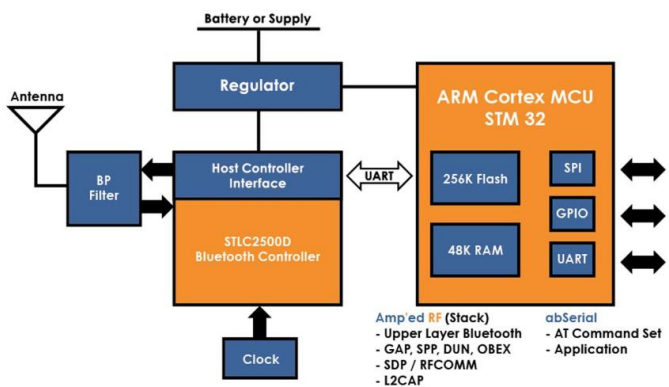 Battery or Supply
Regulator
Antenna
ARM Cortex MCU
STM 32
BP
Filter
Host Controller
Interface
UART
256K Flash
SPI
GPIO
STLC2500D
Bluetooth Controller
48K RAM
UART
Clock
Amp'ed RF (Stack)
- Upper Layer Bluetooth
- GAP, SPP, DUN, OBEX
- SDP / RFCOMM
- L2CAP
abSerial
- AT Command Set
- Application